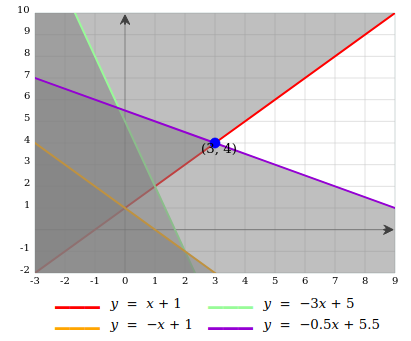 10
9
8
7
6
5
4
3
2
1
-1
-2
(3, 4)
-3 -2 -1 0 1 2 3 4 5 6 7 8 9
y = x + 1
y = −3x + 5
y = −x + 1
y = −0.5x + 5.5